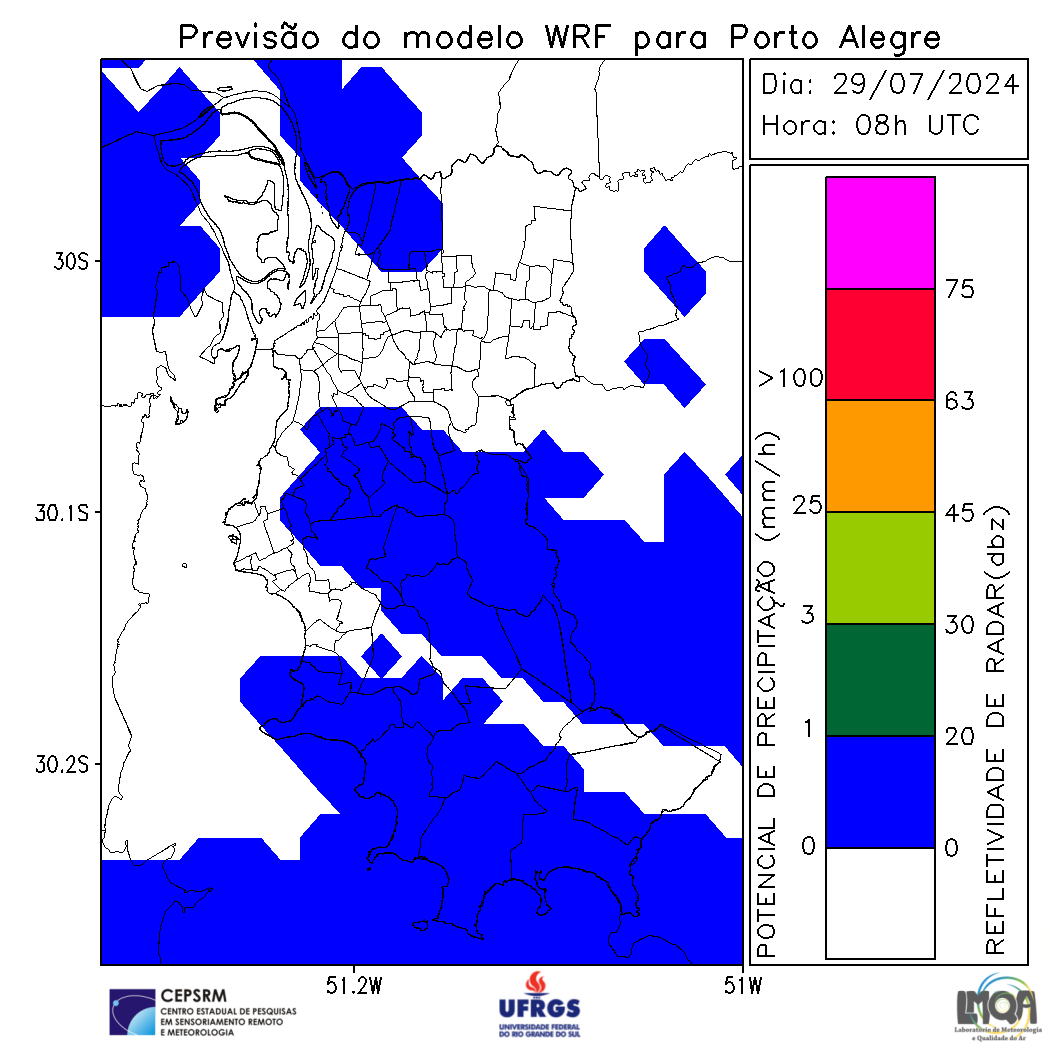 Previsão do modelo WRF para Porto Alegre
Dia: 29/07/2024
Hora: 08h UTC
30S
30.1S
30.2S
51.2W
51W
POTENCIAL DE PRECIPITAÇÃO (mm/h)
>100
25
3
1
0
75
63
45
30
20
0
REFLETIVIDADE DE RADAR(dbz)
CEPSRM
CENTRO ESTADUAL DE PESQUISAS
EM SENSORIAMENTO REMOTO
E METEOROLOGIA
UFRGS
UNIVERSIDADE FEDERAL
DO RIO GRANDE DO SUL
LMQA
Laboratório de Meteorologia
e Qualidade do Ar